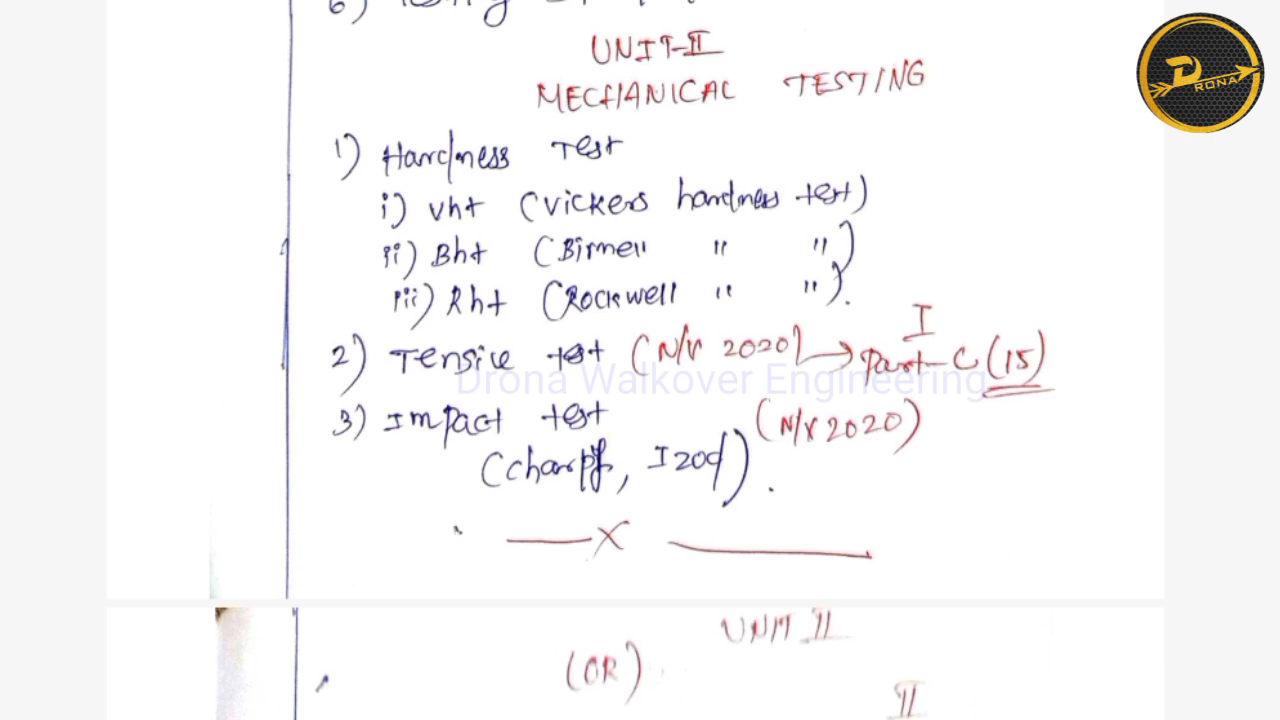 6)
UNIT-II
MECHANICAL TESTING
1) Hardness Test
i) Vht (Vickers hardness test)
ii) Bht (Birnell " ")
iii) Rht (Rockwell " ").
2) Tensile test (N/V 2020) → Part-C (15)
I
3) Impact test (N/V 2020)
(charpy, Izod).
X
Drona Walkover Engineering
DRONA
UNIT II
(OR)
II